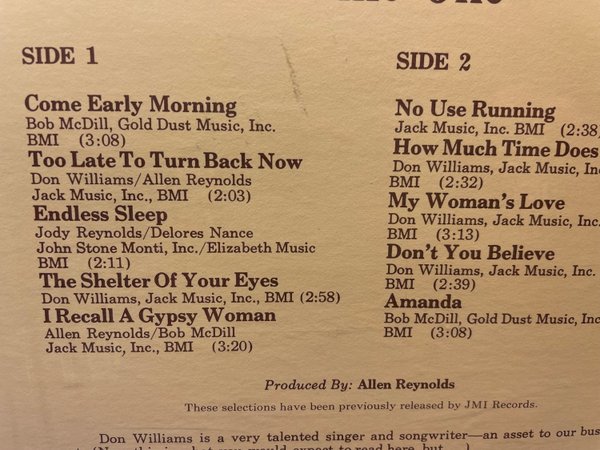 SIDE 1
Come Early Morning
Bob McDill, Gold Dust Music, Inc.
BMI (3:08)
Too Late To Turn Back Now
Don Williams/Allen Reynolds
Jack Music, Inc., BMI (2:03)
Endless Sleep
Jody Reynolds/Delores Nance
John Stone Monti, Inc./Elizabeth Music
BMI (2:11)
The Shelter Of Your Eyes
Don Williams, Jack Music, Inc., BMI (2:58)
I Recall A Gypsy Woman
Allen Reynolds/Bob McDill
Jack Music, Inc., BMI (3:20)
SIDE 2
No Use Running
Jack Music, Inc. BMI (2:38)
How Much Time Does
Don Williams, Jack Music, In
BMI (2:32)
My Woman's Love
Don Williams, Jack Music, Inc.
BMI (3:13)
Don't You Believe
Don Williams, Jack Music, Inc.
BMI (2:39)
Amanda
Bob McDill, Gold Dust Music, Inc
BMI (3:08)
Produced By: Allen Reynolds
These selections have been previously released by JMI Records.
Don Williams is a very talented singer and songwriter—an asset to our bus